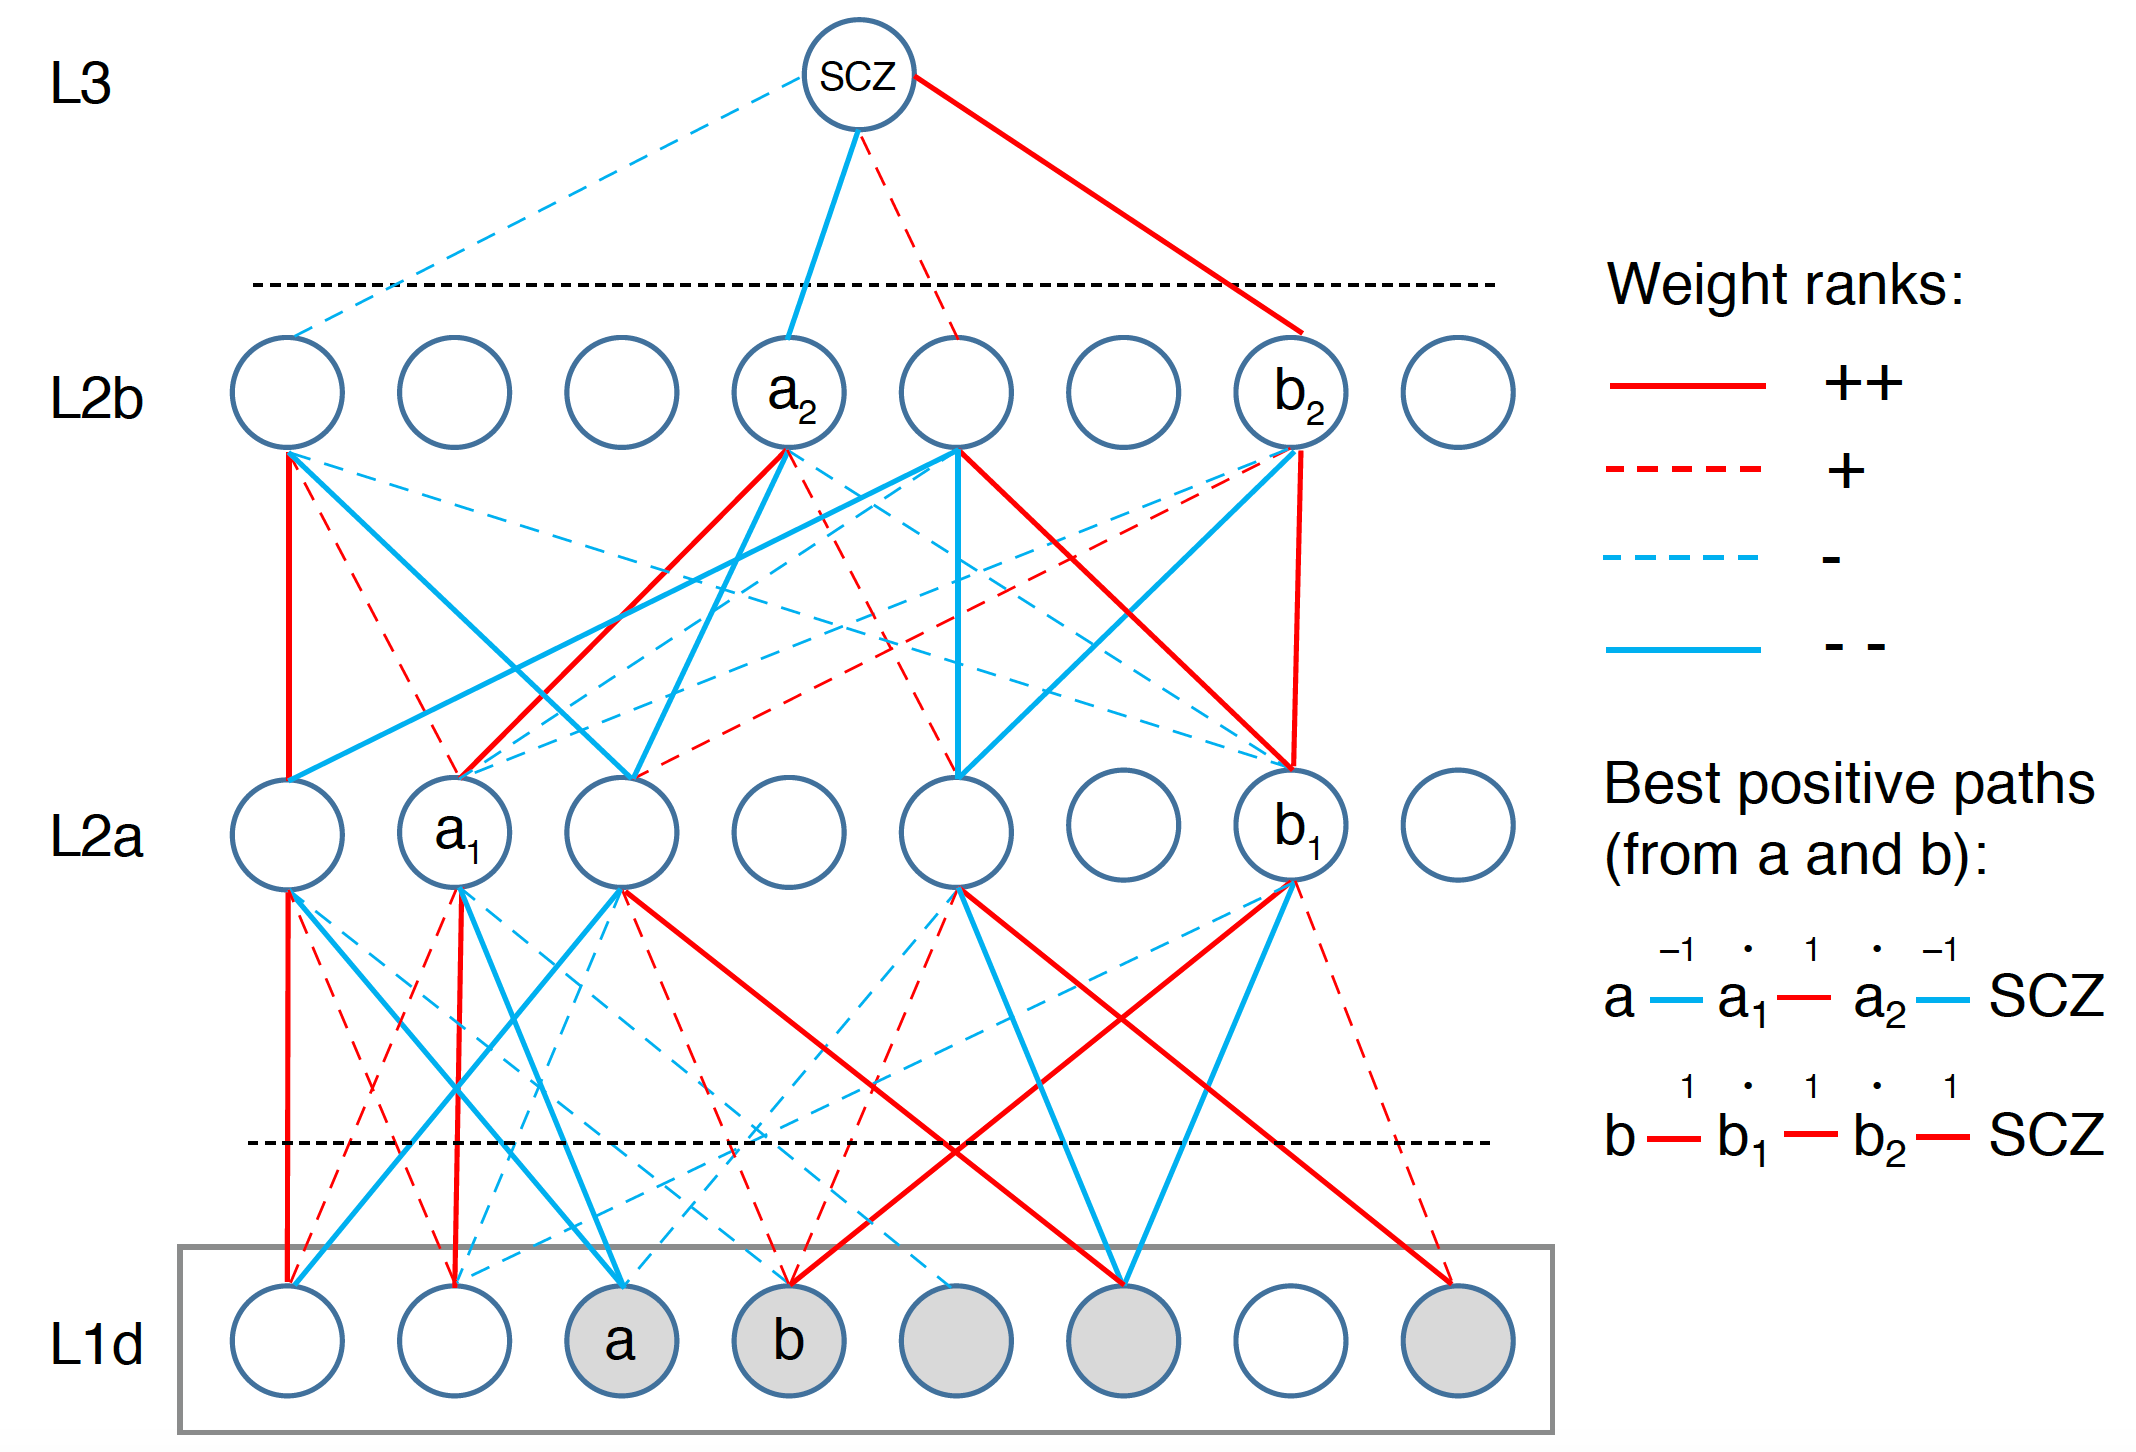 L3
SCZ
L2b
a2
b2
L2a
a1
b1
L1d
a
b
Weight ranks:
++
+
-
- -
Best positive paths
(from a and b):
–1 · 1 · –1
a a1 a2 SCZ
1 · 1 · 1
b b1 b2 SCZ